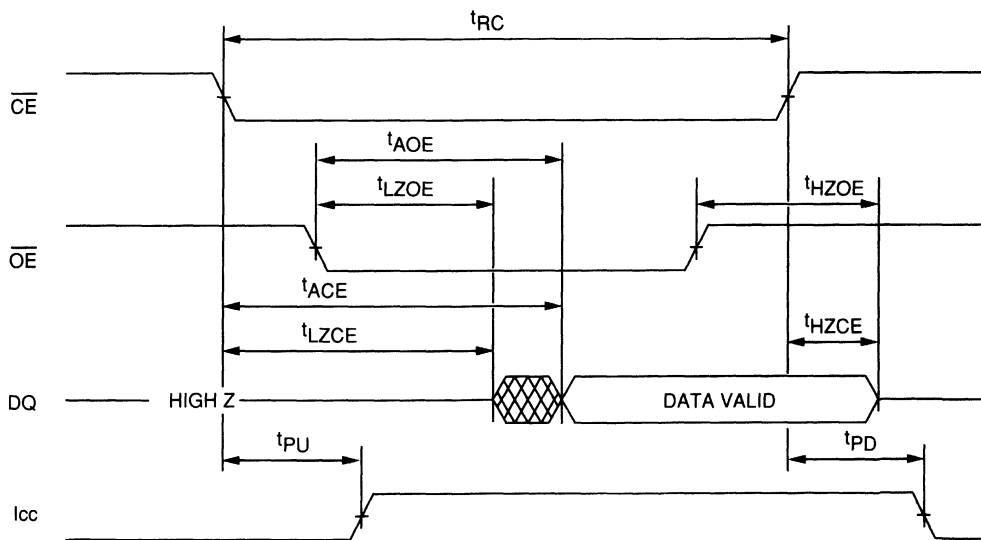 tRC
CE
tAOE
tLZOE
tHZOE
OE
tACE
tLZCE
tHZCE
DQ
HIGH Z
DATA VALID
tPU
tPD
Icc